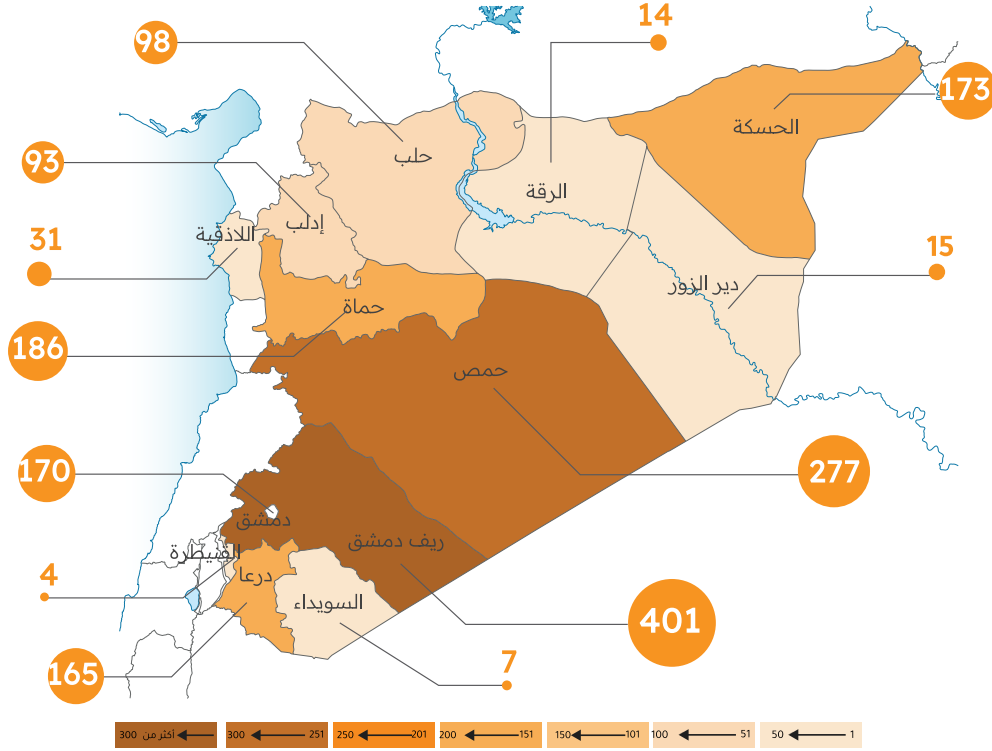 14
98
173
الحسكة
حلب
93
الرقة
إدلب
31
اللاذقية
15
دير الزور
حماة
186
حمص
170
277
دمشق
ريف دمشق
القنيطرة
4
درعا
السويداء
401
7
165
أكثر من 300
251 300
201 250
151 200
101 150
51 100
1 50